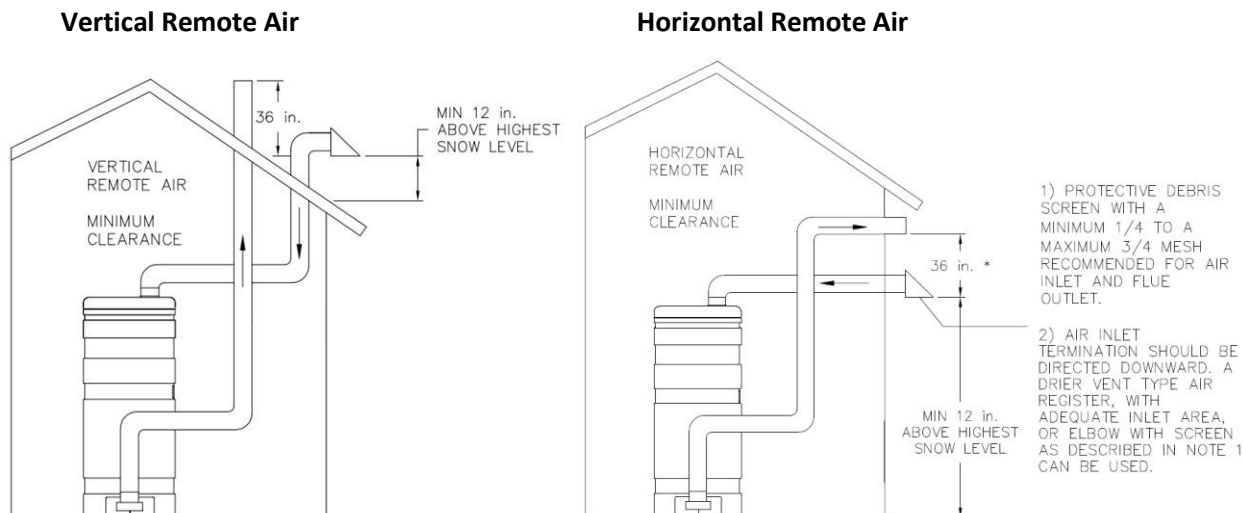 Vertical Remote Air
36 in.
MIN 12 in.
ABOVE HIGHEST
SNOW LEVEL
VERTICAL
REMOTE AIR
MINIMUM
CLEARANCE
Horizontal Remote Air
HORIZONTAL
REMOTE AIR
MINIMUM
CLEARANCE
36 in. *
MIN 12 in.
ABOVE HIGHEST
SNOW LEVEL
1) PROTECTIVE DEBRIS
SCREEN WITH A
MINIMUM 1/4 TO A
MAXIMUM 3/4 MESH
RECOMMENDED FOR AIR
INLET AND FLUE
OUTLET.
2) AIR INLET
TERMINATION SHOULD BE
DIRECTED DOWNWARD. A
DRIER VENT TYPE AIR
REGISTER, WITH
ADEQUATE INLET AREA,
OR ELBOW WITH SCREEN
AS DESCRIBED IN NOTE 1
CAN BE USED.